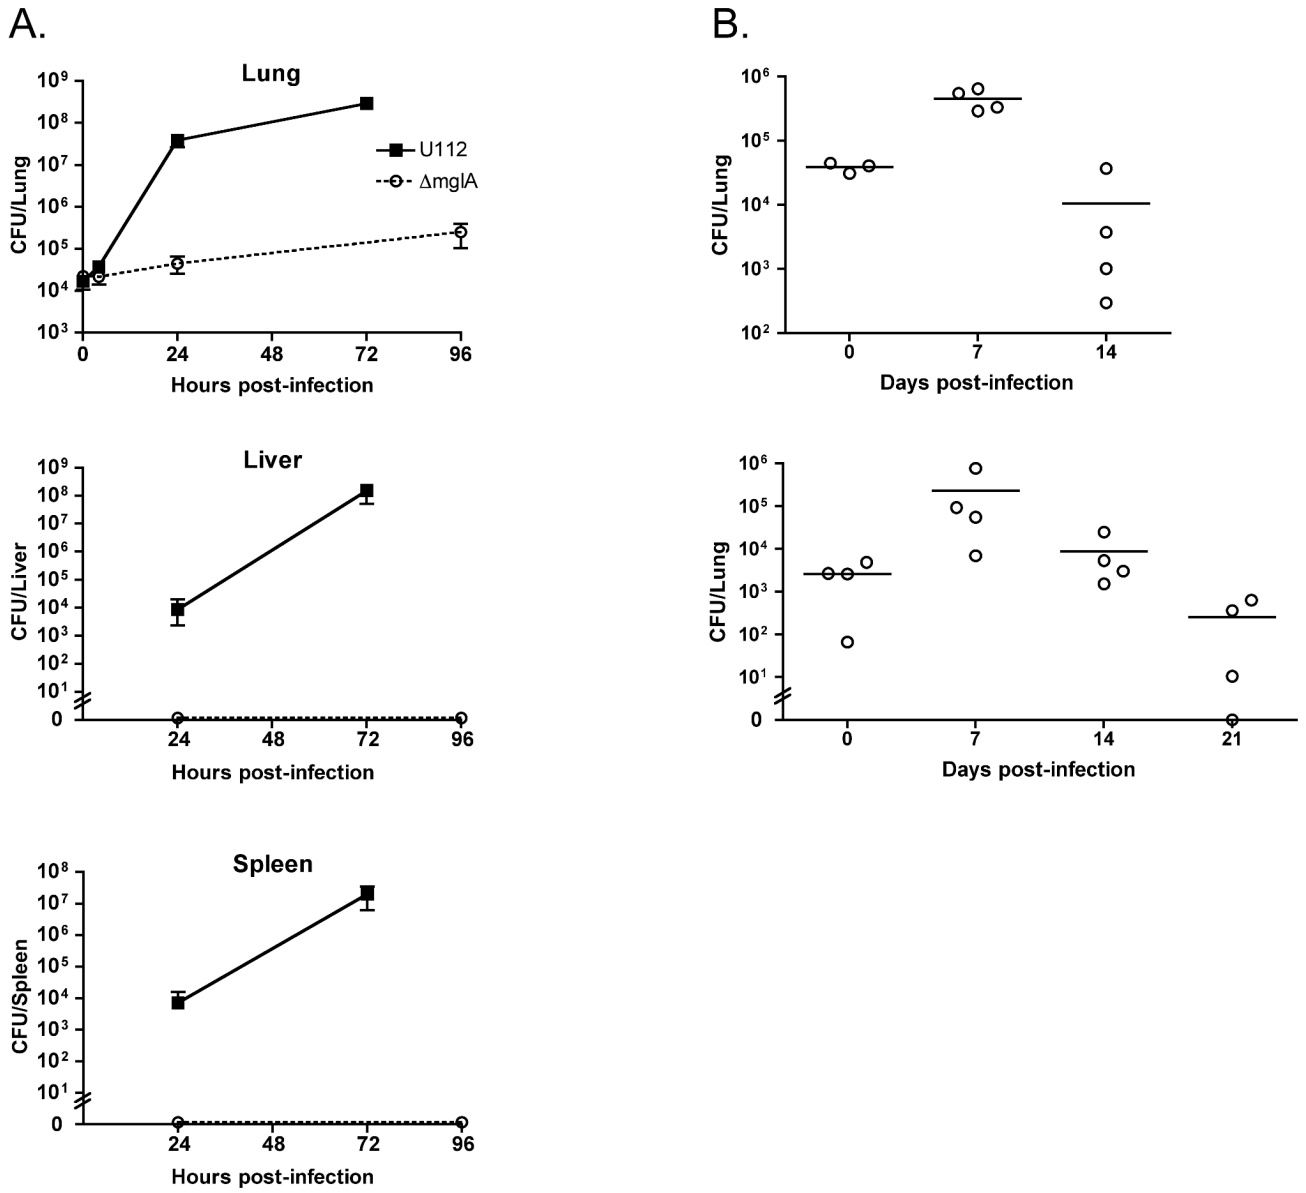 A.
B.
Lung
10⁹
10⁸
10⁷
10⁶
10⁵
10⁴
10³
CFU/Lung
U112
ΔmglA
0 24 48 72 96
Hours post-infection
10⁶
10⁵
10⁴
10³
10²
CFU/Lung
0 7 14
Days post-infection
Liver
10⁹
10⁸
10⁷
10⁶
10⁵
10⁴
10³
10²
10¹
0
CFU/Liver
24 48 72 96
Hours post-infection
10⁶
10⁵
10⁴
10³
10²
10¹
0
CFU/Lung
0 7 14 21
Days post-infection
Spleen
10⁸
10⁷
10⁶
10⁵
10⁴
10³
10²
10¹
0
CFU/Spleen
24 48 72 96
Hours post-infection